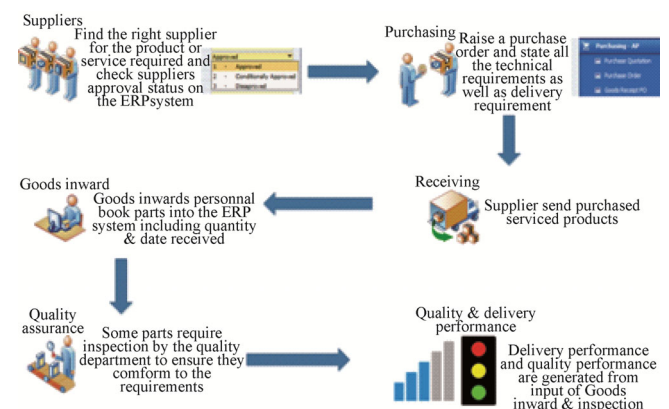 Suppliers
Find the right supplier
for the product or
service required and
check suppliers
approval status on
the ERPsystem
Approved
1 - Approved
2 - Conditionally Approved
3 - Disapproved
Purchasing
Raise a purchase
order and state all
the technical
requirements as
well as delivery
requirement
Purchasing - AP
Purchase Quotation
Purchase Order
Goods Receipt PO
Receiving
Supplier send purchased
serviced products
Goods inward
Goods inwards personnal
book parts into the ERP
system including quantity
& date received
Quality
assurance
Some parts require
inspection by the quality
department to ensure they
comform to the
requirements
Quality & delivery
performance
Delivery performance
and quality performance
are generated from
input of Goods
inward & inspection